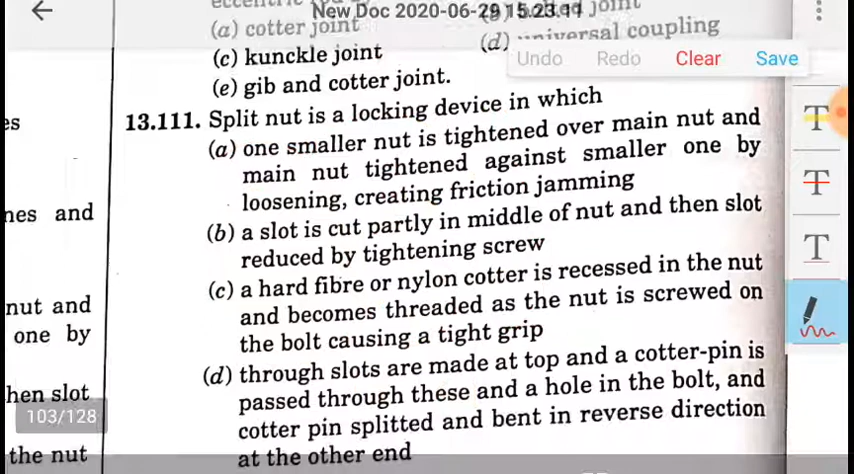 New Doc 2020-06-29 15.23.14
(a) cotter joint
(d) universal coupling
(c) kunckle joint
(e) gib and cotter joint.
Undo Redo Clear Save
13.111. Split nut is a locking device in which
(a) one smaller nut is tightened over main nut and
main nut tightened against smaller one by
loosening, creating friction jamming
(b) a slot is cut partly in middle of nut and then slot
reduced by tightening screw
(c) a hard fibre or nylon cotter is recessed in the nut
and becomes threaded as the nut is screwed on
the bolt causing a tight grip
(d) through slots are made at top and a cotter-pin is
passed through these and a hole in the bolt, and
cotter pin splitted and bent in reverse direction
at the other end
es
nes and
nut and
one by
hen slot
103/128
the nut
T
T
T